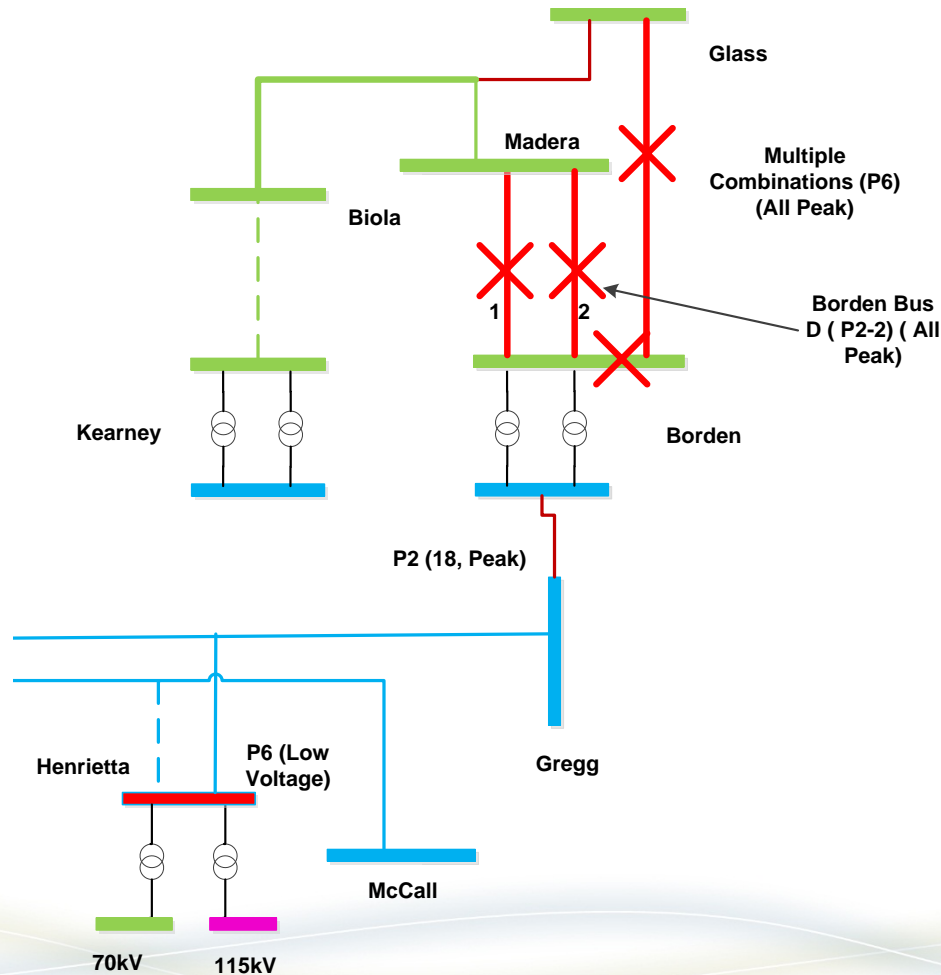 Glass
Madera
Multiple
Combinations (P6)
(All Peak)
Biola
1
2
Borden Bus
D ( P2-2) ( All
Peak)
Kearney
Borden
P2 (18, Peak)
Henrietta
P6 (Low
Voltage)
Gregg
McCall
70kV
115kV